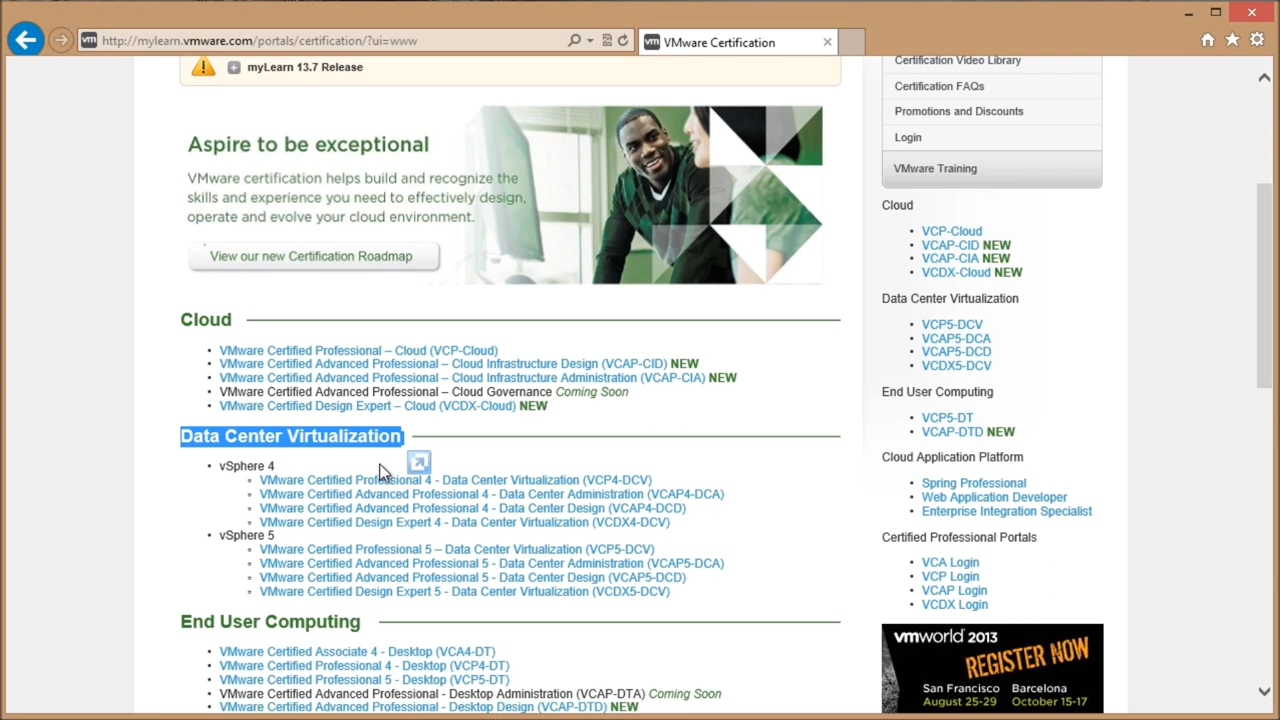 http://mylearn.vmware.com/portals/certification/?ui=www
vm VMware Certification
myLearn 13.7 Release
Aspire to be exceptional
VMware certification helps build and recognize the
skills and experience you need to effectively design,
operate and evolve your cloud environment.
View our new Certification Roadmap
Cloud
VMware Certified Professional – Cloud (VCP-Cloud)
VMware Certified Advanced Professional – Cloud Infrastructure Design (VCAP-CID) NEW
VMware Certified Advanced Professional – Cloud Infrastructure Administration (VCAP-CIA) NEW
VMware Certified Advanced Professional – Cloud Governance Coming Soon
VMware Certified Design Expert – Cloud (VCDX-Cloud) NEW
Data Center Virtualization
vSphere 4
VMware Certified Professional 4 - Data Center Virtualization (VCP4-DCV)
VMware Certified Advanced Professional 4 - Data Center Administration (VCAP4-DCA)
VMware Certified Advanced Professional 4 - Data Center Design (VCAP4-DCD)
VMware Certified Design Expert 4 - Data Center Virtualization (VCDX4-DCV)
vSphere 5
VMware Certified Professional 5 – Data Center Virtualization (VCP5-DCV)
VMware Certified Advanced Professional 5 - Data Center Administration (VCAP5-DCA)
VMware Certified Advanced Professional 5 - Data Center Design (VCAP5-DCD)
VMware Certified Design Expert 5 - Data Center Virtualization (VCDX5-DCV)
End User Computing
VMware Certified Associate 4 - Desktop (VCA4-DT)
VMware Certified Professional 4 - Desktop (VCP4-DT)
VMware Certified Professional 5 - Desktop (VCP5-DT)
VMware Certified Advanced Professional - Desktop Administration (VCAP-DTA) Coming Soon
VMware Certified Advanced Professional - Desktop Design (VCAP-DTD) NEW
Certification Video Library
Certification FAQs
Promotions and Discounts
Login
VMware Training
Cloud
VCP-Cloud
VCAP-CID NEW
VCAP-CIA NEW
VCDX-Cloud NEW
Data Center Virtualization
VCP5-DCV
VCAP5-DCA
VCAP5-DCD
VCDX5-DCV
End User Computing
VCP5-DT
VCAP-DTD NEW
Cloud Application Platform
Spring Professional
Web Application Developer
Enterprise Integration Specialist
Certified Professional Portals
VCA Login
VCP Login
VCAP Login
VCDX Login
vmworld 2013
REGISTER NOW
San Francisco Barcelona
August 25-29 October 15-17